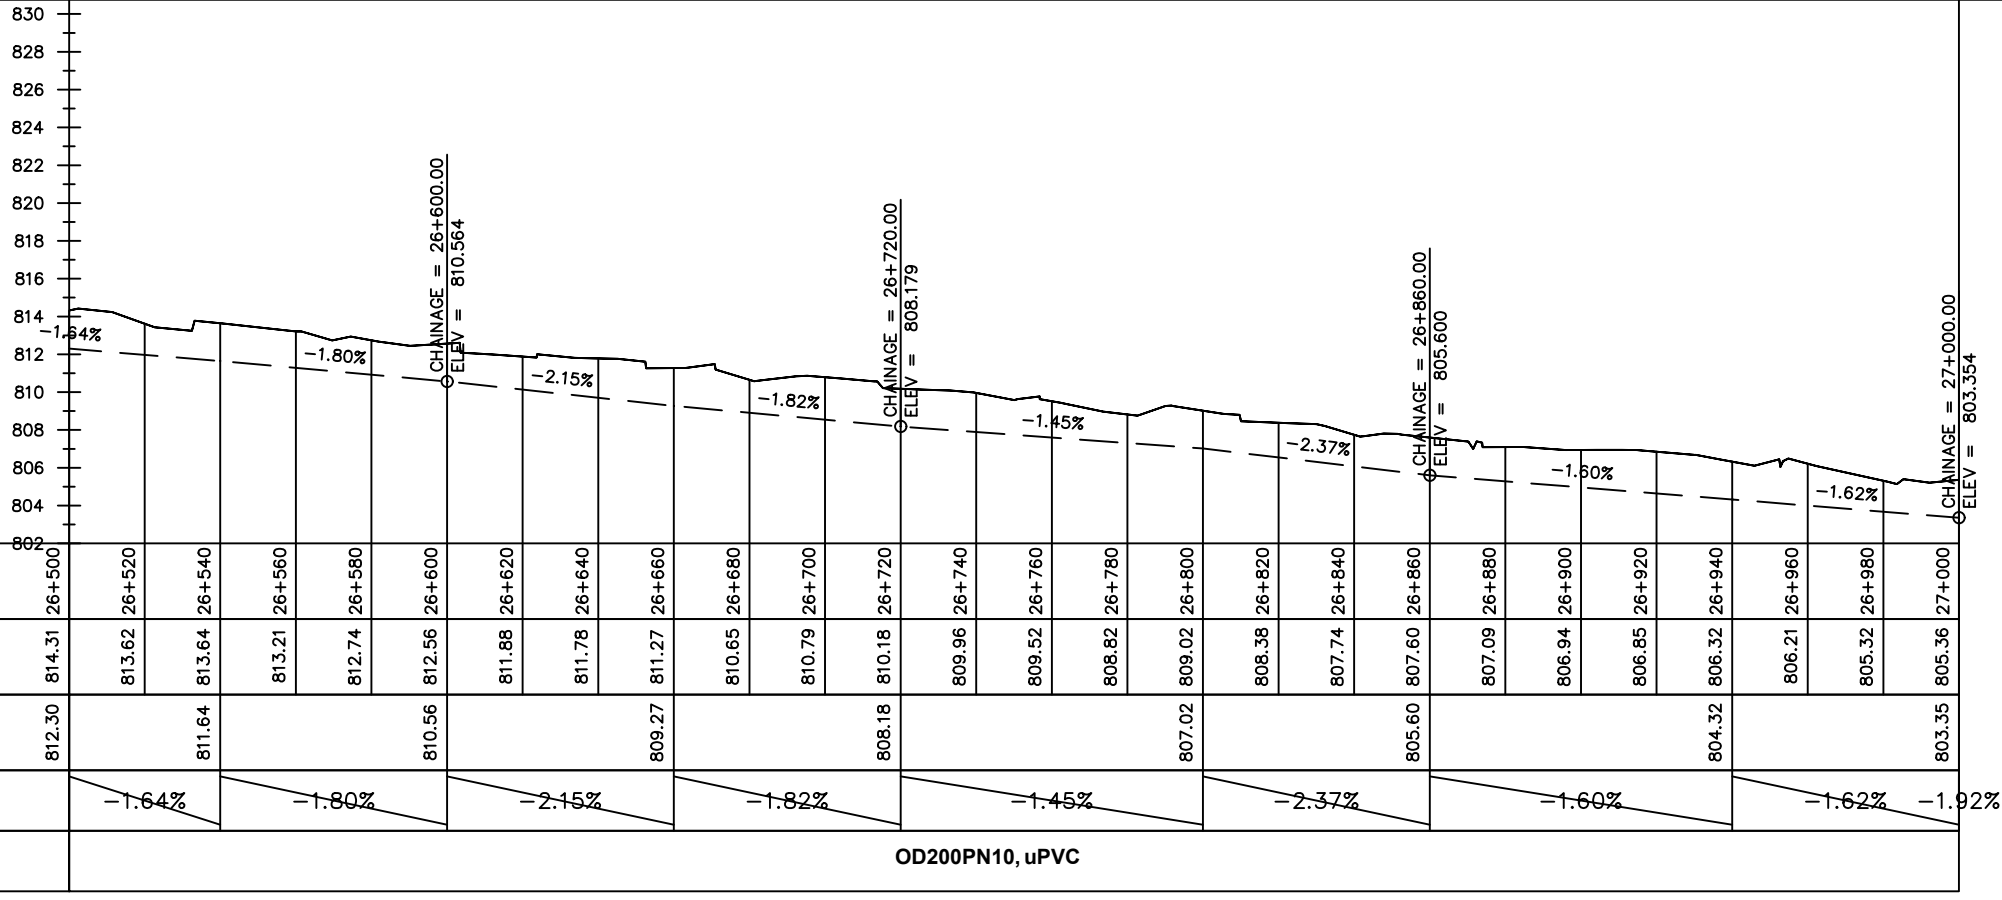 830
828
826
824
822
820
818
816
814
812
810
808
806
804
802
CHAINAGE = 26+600.00
ELEV = 810.564
CHAINAGE = 26+720.00
ELEV = 808.179
CHAINAGE = 26+860.00
ELEV = 805.600
CHAINAGE = 27+000.00
ELEV = 803.354
-1.64%
-1.80%
-2.15%
-1.82%
-1.45%
-2.37%
-1.60%
-1.62%
26+500 26+520 26+540 26+560 26+580 26+600 26+620 26+640 26+660 26+680 26+700 26+720 26+740 26+760 26+780 26+800 26+820 26+840 26+860 26+880 26+900 26+920 26+940 26+960 26+980 27+000
814.31 813.62 813.64 813.21 812.74 812.56 811.88 811.78 811.27 810.65 810.79 810.18 809.96 809.52 808.82 809.02 808.38 807.74 807.60 807.09 806.94 806.85 806.32 806.21 805.32 805.36
812.30 811.64 810.56 809.27 808.18 807.02 805.60 804.32 803.35
-1.64% -1.80% -2.15% -1.82% -1.45% -2.37% -1.60% -1.62% -1.92%
OD200PN10, uPVC